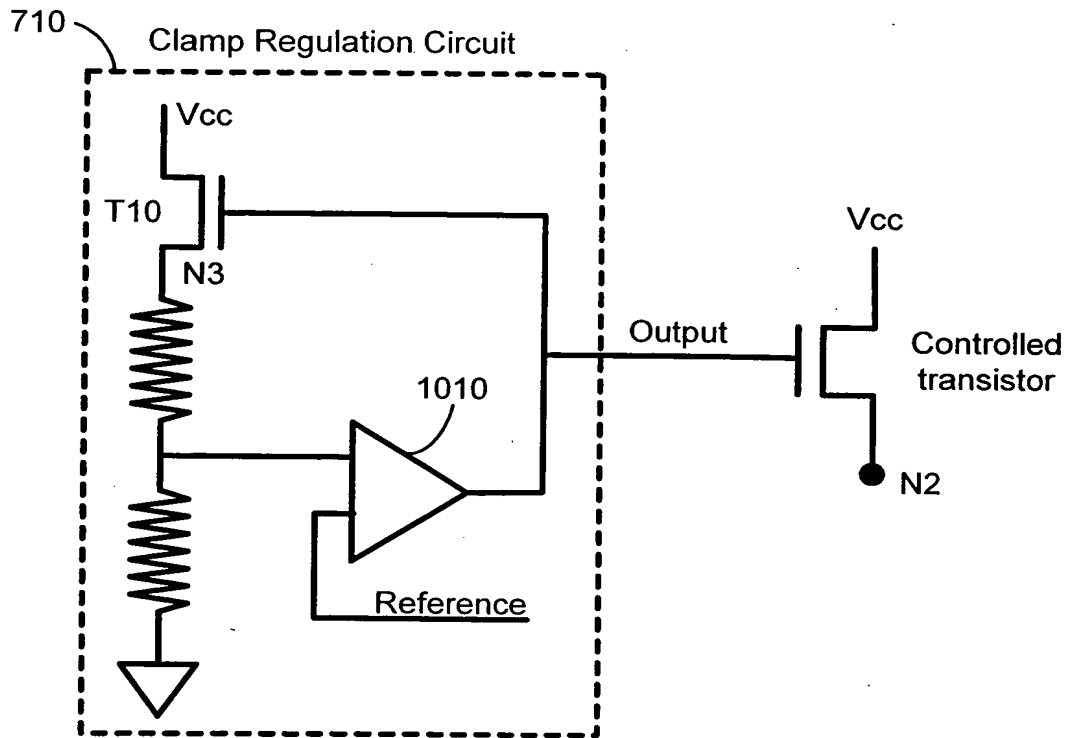 710
Clamp Regulation Circuit
Vcc
T10
N3
Vcc
Output
Controlled
transistor
1010
N2
Reference